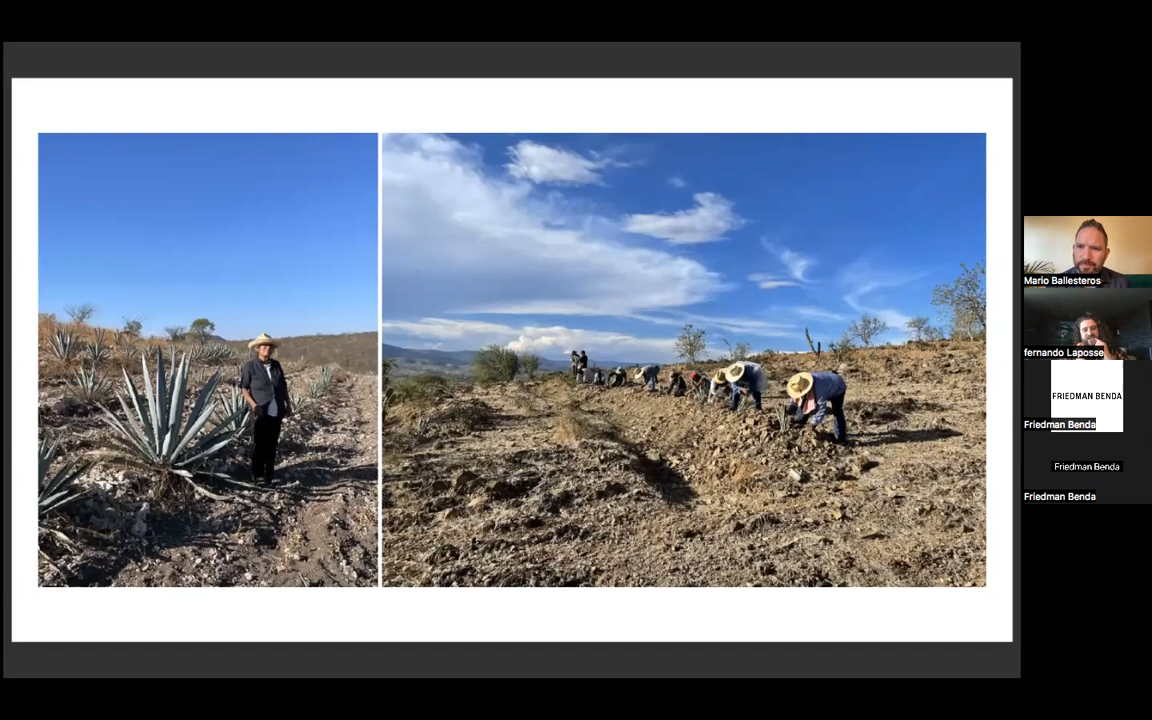 Mario Ballesteros
fernando Laposse
FRIEDMAN BENDA
Friedman Benda
Friedman Benda
Friedman Benda